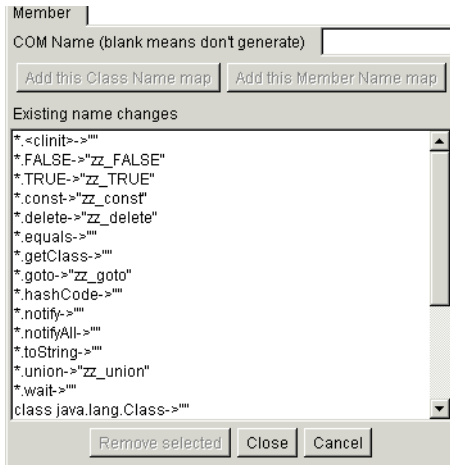 Member
COM Name (blank means don't generate)
Add this Class Name map Add this Member Name map
Existing name changes
*.<clinit>->""
*.FALSE->"zz_FALSE"
*.TRUE->"zz_TRUE"
*.const->"zz_const"
*.delete->"zz_delete"
*.equals->""
*.getClass->""
*.goto->"zz_goto"
*.hashCode->""
*.notify->""
*.notifyAll->""
*.toString->""
*.union->"zz_union"
*.wait->""
class java.lang.Class->""
Remove selected Close Cancel